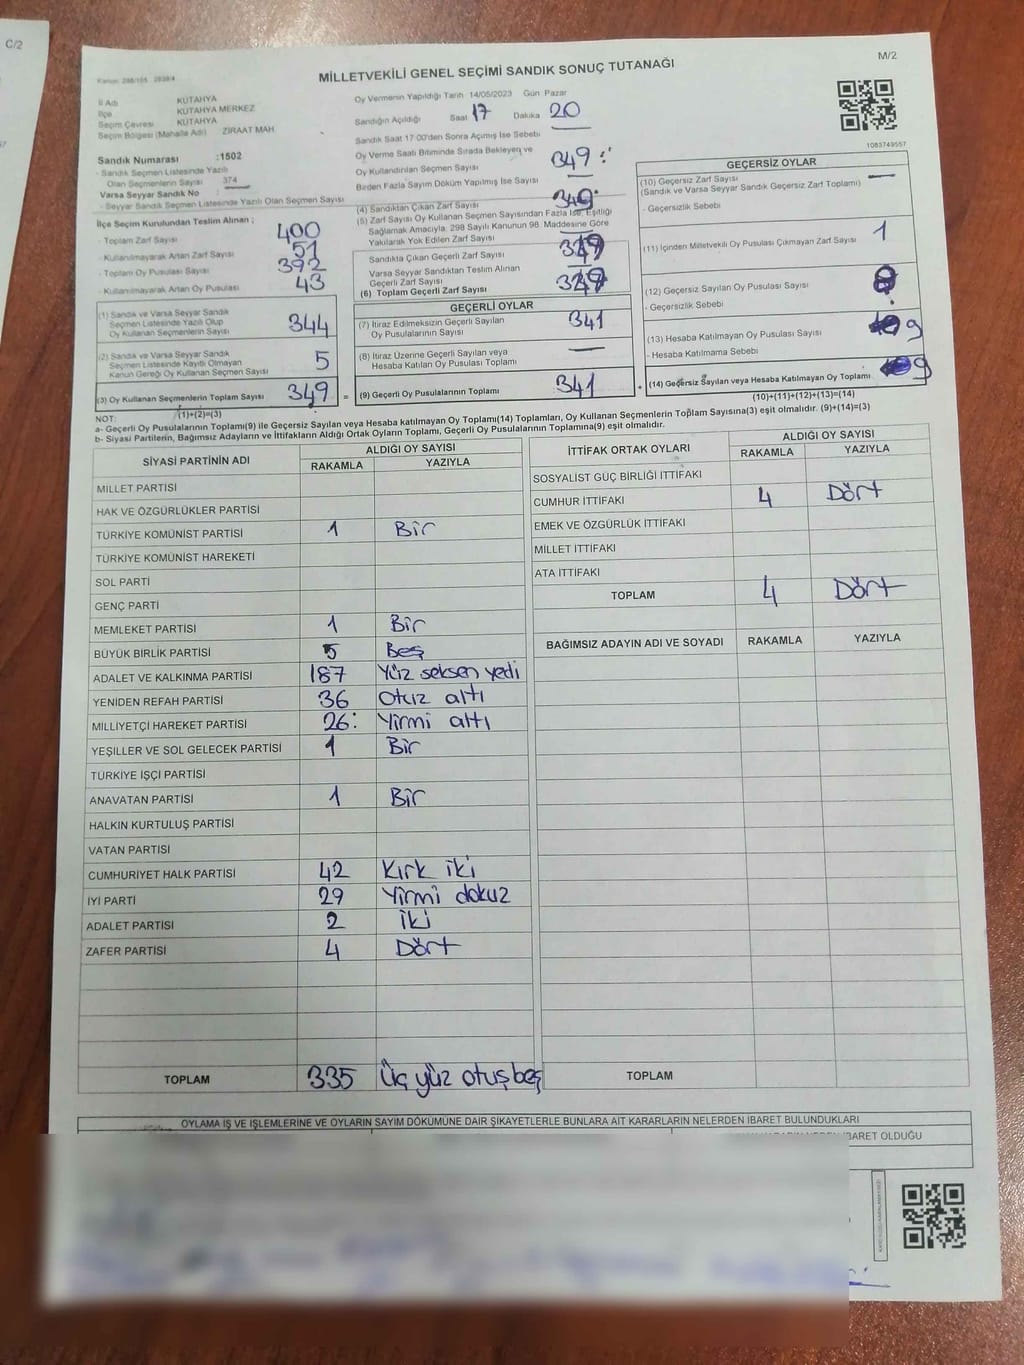 C/2
M/2
MİLLETVEKİLİ GENEL SEÇİMİ SANDIK SONUÇ TUTANAĞI
İl Adı KÜTAHYA
İlçe KÜTAHYA MERKEZ
Seçim Çevresi KÜTAHYA
Seçim Bölgesi (Mahalle Adı) ZİRAAT MAH
Sandık Numarası :1502
- Sandık Seçmen Listesinde Yazılı
Olan Seçmenlerin Sayısı 374
Varsa Seyyar Sandık No :
- Seyyar Sandık Seçmen Listesinde Yazılı Olan Seçmen Sayısı
Oy Vermenin Yapıldığı Tarih 14/05/2023 Gün Pazar
Sandığın Açıldığı Saat 17 Dakika 20
Sandık Saat 17:00'den Sonra Açımış İse Sebebi
Oy Verme Saati Bitiminde Sırada Bekleyen ve
Oy Kullandırılan Seçmen Sayısı 349
Birden Fazla Sayım Döküm Yapılmış İse Sayısı
(4) Sandıktan Çıkan Zarf Sayısı 349
(5) Zarf Sayısı Oy Kullanan Seçmen Sayısından Fazla İse, Eşitliği
Sağlamak Amacıyla: 298 Sayılı Kanunun 98. Maddesine Göre
Yakılarak Yok Edilen Zarf Sayısı
Sandıkta Çıkan Geçerli Zarf Sayısı
Varsa Seyyar Sandıktan Teslim Alınan
Geçerli Zarf Sayısı
(6) Toplam Geçerli Zarf Sayısı
İlçe Seçim Kurulundan Teslim Alınan ;
- Toplam Zarf Sayısı 400
- Kullanılmayarak Artan Zarf Sayısı 51
- Toplam Oy Pusulası Sayısı 392
- Kullanılmayarak Artan Oy Pusulası 43
(1) Sandık ve Varsa Seyyar Sandık
Seçmen Listesinde Yazılı Olup
Oy Kullanan Seçmenlerin Sayısı 344
(2) Sandık ve Varsa Seyyar Sandık
Seçmen Listesinde Kayıtlı Olmayan
Kanun Gereği Oy Kullanan Seçmen Sayısı 5
(3) Oy Kullanan Seçmenlerin Toplam Sayısı 349 =
(1)+(2)=(3)
GEÇERLİ OYLAR
(7) İtiraz Edilmeksizin Geçerli Sayılan
Oy Pusulalarının Sayısı 341
(8) İtiraz Üzerine Geçerli Sayılan veya
Hesaba Katılan Oy Pusulası Toplamı —
(9) Geçerli Oy Pusulalarının Toplamı 341 +
1083749557
GEÇERSİZ OYLAR
(10) Geçersiz Zarf Sayısı —
(Sandık ve Varsa Seyyar Sandık Geçersiz Zarf Toplamı)
- Geçersizlik Sebebi
(11) İçinden Milletvekili Oy Pusulası Çıkmayan Zarf Sayısı 1
(12) Geçersiz Sayılan Oy Pusulası Sayısı
- Geçersizlik Sebebi
(13) Hesaba Katılmayan Oy Pusulası Sayısı 9
- Hesaba Katılmama Sebebi
(14) Geçersiz Sayılan veya Hesaba Katılmayan Oy Toplamı 9
(10)+(11)+(12)+(13)=(14)
NOT:
a- Geçerli Oy Pusulalarının Toplamı(9) ile Geçersiz Sayılan veya Hesaba katılmayan Oy Toplamı(14) Toplamları, Oy Kullanan Seçmenlerin Toplam Sayısına(3) eşit olmalıdır. (9)+(14)=(3)
b- Siyasi Partilerin, Bağımsız Adayların ve İttifakların Aldığı Ortak Oyların Toplamı, Geçerli Oy Pusulalarının Toplamına(9) eşit olmalıdır.
SİYASİ PARTİNİN ADI ALDIĞI OY SAYISI
RAKAMLA YAZIYLA
MİLLET PARTİSİ
HAK VE ÖZGÜRLÜKLER PARTİSİ
TÜRKİYE KOMÜNİST PARTİSİ 1 Bir
TÜRKİYE KOMÜNİST HAREKETİ
SOL PARTİ
GENÇ PARTİ
MEMLEKET PARTİSİ 1 Bir
BÜYÜK BİRLİK PARTİSİ 5 Beş
ADALET VE KALKINMA PARTİSİ 187 Yüz seksen yedi
YENİDEN REFAH PARTİSİ 36 Otuz altı
MİLLİYETÇİ HAREKET PARTİSİ 26: Yirmi altı
YEŞİLLER VE SOL GELECEK PARTİSİ 1 Bir
TÜRKİYE İŞÇİ PARTİSİ
ANAVATAN PARTİSİ 1 Bir
HALKIN KURTULUŞ PARTİSİ
VATAN PARTİSİ
CUMHURİYET HALK PARTİSİ 42 Kırk iki
İYİ PARTİ 29 Yirmi dokuz
ADALET PARTİSİ 2 İki
ZAFER PARTİSİ 4 Dört
TOPLAM 335 Üç yüz otuş beş
İTTİFAK ORTAK OYLARI ALDIĞI OY SAYISI
RAKAMLA YAZIYLA
SOSYALİST GÜÇ BİRLİĞİ İTTİFAKI
CUMHUR İTTİFAKI 4 Dört
EMEK VE ÖZGÜRLÜK İTTİFAKI
MİLLET İTTİFAKI
ATA İTTİFAKI
TOPLAM 4 Dört
BAĞIMSIZ ADAYIN ADI VE SOYADI RAKAMLA YAZIYLA
TOPLAM
OYLAMA İŞ VE İŞLEMLERİNE VE OYLARIN SAYIM DÖKÜMÜNE DAİR ŞİKAYETLERLE BUNLARA AİT KARARLARIN NELERDEN İBARET BULUNDUKLARI
İBARET OLDUĞU